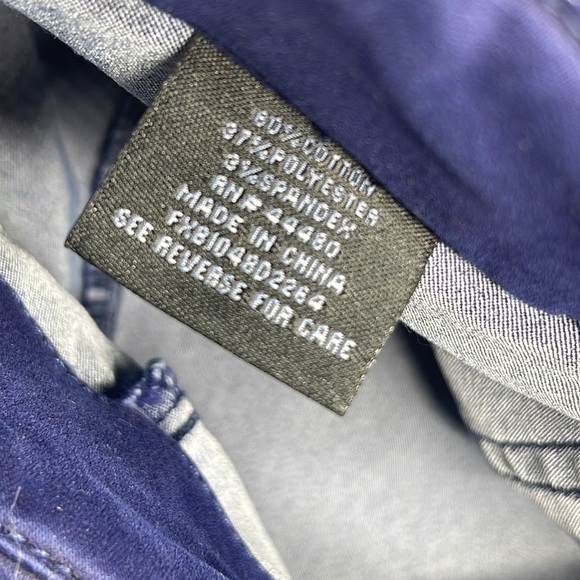 60% COTTON
37% POLYESTER
3% SPANDEX
RN# 44480
MADE IN CHINA
FX81048D2264
SEE REVERSE FOR CARE